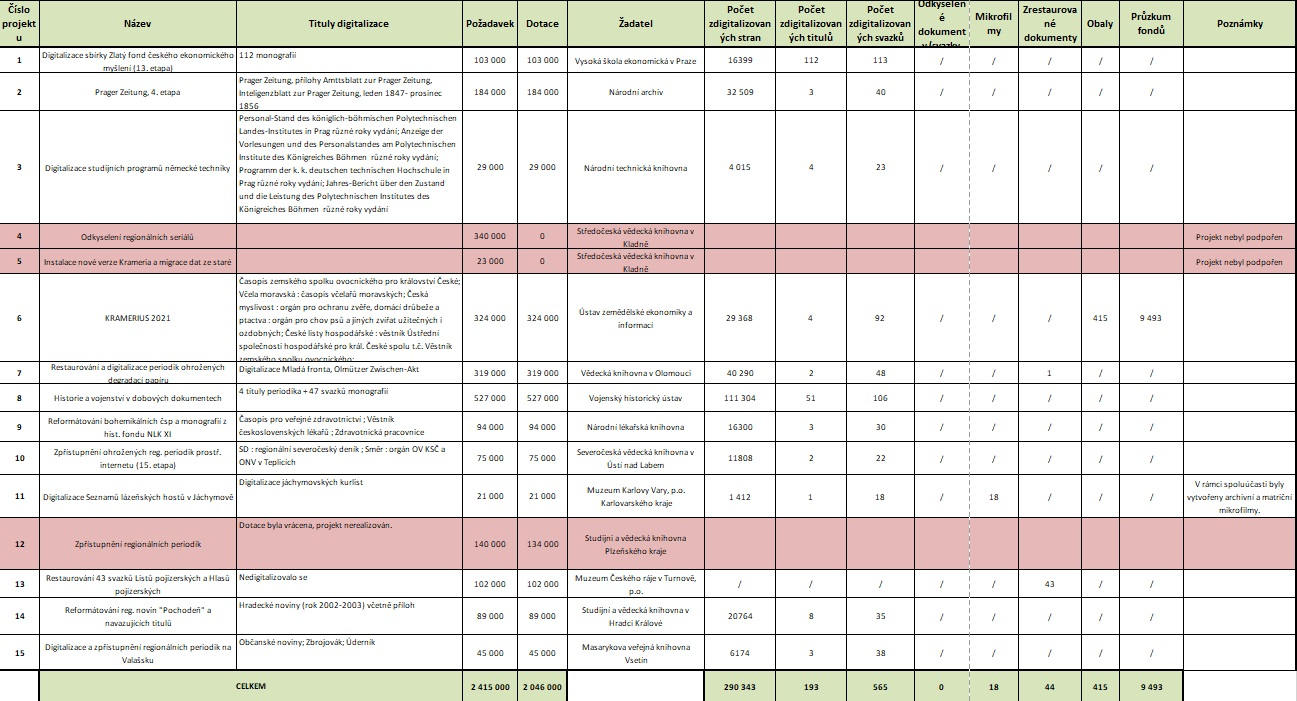 Číslo projekt u Název Tituly digitalizace Požadavek Dotace Žadatel Počet zdigitalizovan ých stran Počet zdigitalizovan ých titulů Počet zdigitalizovan ých svazků Odkyselen é dokument Mikrofil my Zrestaurova né dokumenty Obaly Průzkum fondů Poznámky
1 Digitalizace sbírky Zlatý fond českého ekonomického myšlení (13. etapa) 112 monografií 103 000 103 000 Vysoká škola ekonomická v Praze 16399 112 113 / / / / /
2 Prager Zeitung, 4. etapa Prager Zeitung, přílohy Amttsblatt zur Prager Zeitung, Inteligenzblatt zur Prager Zeitung, leden 1847- prosinec 1856 184 000 184 000 Národní archiv 32 509 3 40 / / / / /
3 Digitalizace studijních programů německé techniky Personal-Stand des königlich-böhmischen Polytechnischen Landes-Institutes in Prag různé roky vydání; Anzeige der Vorlesungen und des Personalstandes am Polytechnischen Institute des Königreiches Böhmen různé roky vydání; Programm der k. k. deutschen technischen Hochschule in Prag různé roky vydání; Jahres-Bericht über den Zustand und die Leistung des Polytechnischen Institutes des Königreiches Böhmen různé roky vydání 29 000 29 000 Národní technická knihovna 4 015 4 23 / / / / /
4 Odkyselení regionálních seriálů 340 000 0 Středočeská vědecká knihovna v Kladně Projekt nebyl podpořen
5 Instalace nové verze Krameria a migrace dat ze staré 23 000 0 Středočeská vědecká knihovna v Kladně Projekt nebyl podpořen
6 KRAMERIUS 2021 Časopis zemského spolku ovocnického pro království České; Včela moravská : časopis včelařů moravských; Česká myslivost : orgán pro ochranu zvěře, domácí drůbeže a ptactva : orgán pro chov psů a jiných zvířat užitečných i ozdobných; České listy hospodářské : věstník Ústřední společnosti hospodářské pro král. České spolu t.č. Věstník zemského spolku ovocnického; 324 000 324 000 Ústav zemědělské ekonomiky a informací 29 368 4 92 / / / 415 9 493
7 Restaurování a digitalizace periodik ohrožených degradací papíru Digitalizace Mladá fronta, Olmützer Zwischen-Akt 319 000 319 000 Vědecká knihovna v Olomouci 40 290 2 48 / / 1 / /
8 Historie a vojenství v dobových dokumentech 4 tituly periodika + 47 svazků monografií 527 000 527 000 Vojenský historický ústav 111 304 51 106 / / / / /
9 Reformátování bohemikálních čsp a monografií z hist. fondu NLK XI Časopis pro veřejné zdravotnictví ; Věstník československých lékařů ; Zdravotnická pracovnice 94 000 94 000 Národní lékařská knihovna 16300 3 30 / / / / /
10 Zpřístupnění ohrožených reg. periodik prostř. internetu (15. etapa) SD : regionální severočeský deník ; Směr : orgán OV KSČ a ONV v Teplicích 75 000 75 000 Severočeská vědecká knihovna v Ústí nad Labem 11808 2 22 / / / / /
11 Digitalizace Seznamů lázeňských hostů v Jáchymově Digitalizace jáchymovských kurlist 21 000 21 000 Muzeum Karlovy Vary, p.o. Karlovarského kraje 1 412 1 18 / 18 / / / V rámci spoluúčasti byly vytvořeny archivní a matriční mikrofilmy.
12 Zpřístupnění regionálních periodik Dotace byla vrácena, projekt nerealizován. 140 000 134 000 Studijní a vědecká knihovna Plzeňského kraje
13 Restaurování 43 svazků Listů pojizerských a Hlasů pojizerských Nedigitalizovalo se 102 000 102 000 Muzeum Českého ráje v Turnově, p.o. / / / / / 43 / /
14 Reformátování reg. novin "Pochodeň" a navazujících titulů Hradecké noviny (rok 2002-2003) včetně příloh 89 000 89 000 Studijní a vědecká knihovna v Hradci Králové 20764 8 35 / / / / /
15 Digitalizace a zpřístupnění regionálních periodik na Valašsku Občanské noviny; Zbrojovák; Úderník 45 000 45 000 Masarykova veřejná knihovna Vsetín 6174 3 38 / / / / /
CELKEM 2 415 000 2 046 000 290 343 193 565 0 18 44 415 9 493